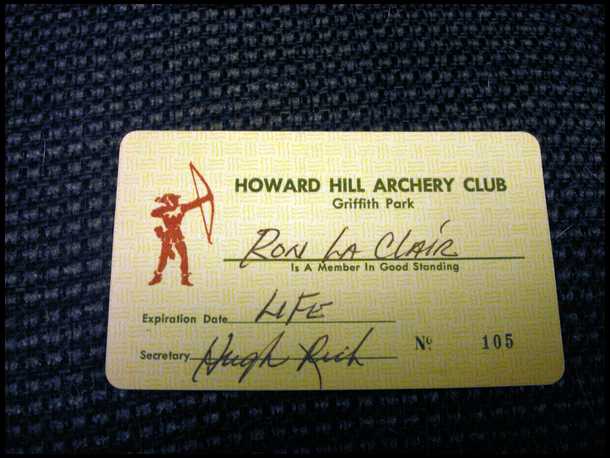 HOWARD HILL ARCHERY CLUB
Griffith Park
RON LA CLAIR
Is A Member In Good Standing
Expiration Date LIFE
Secretary Hugh Rich
No. 105